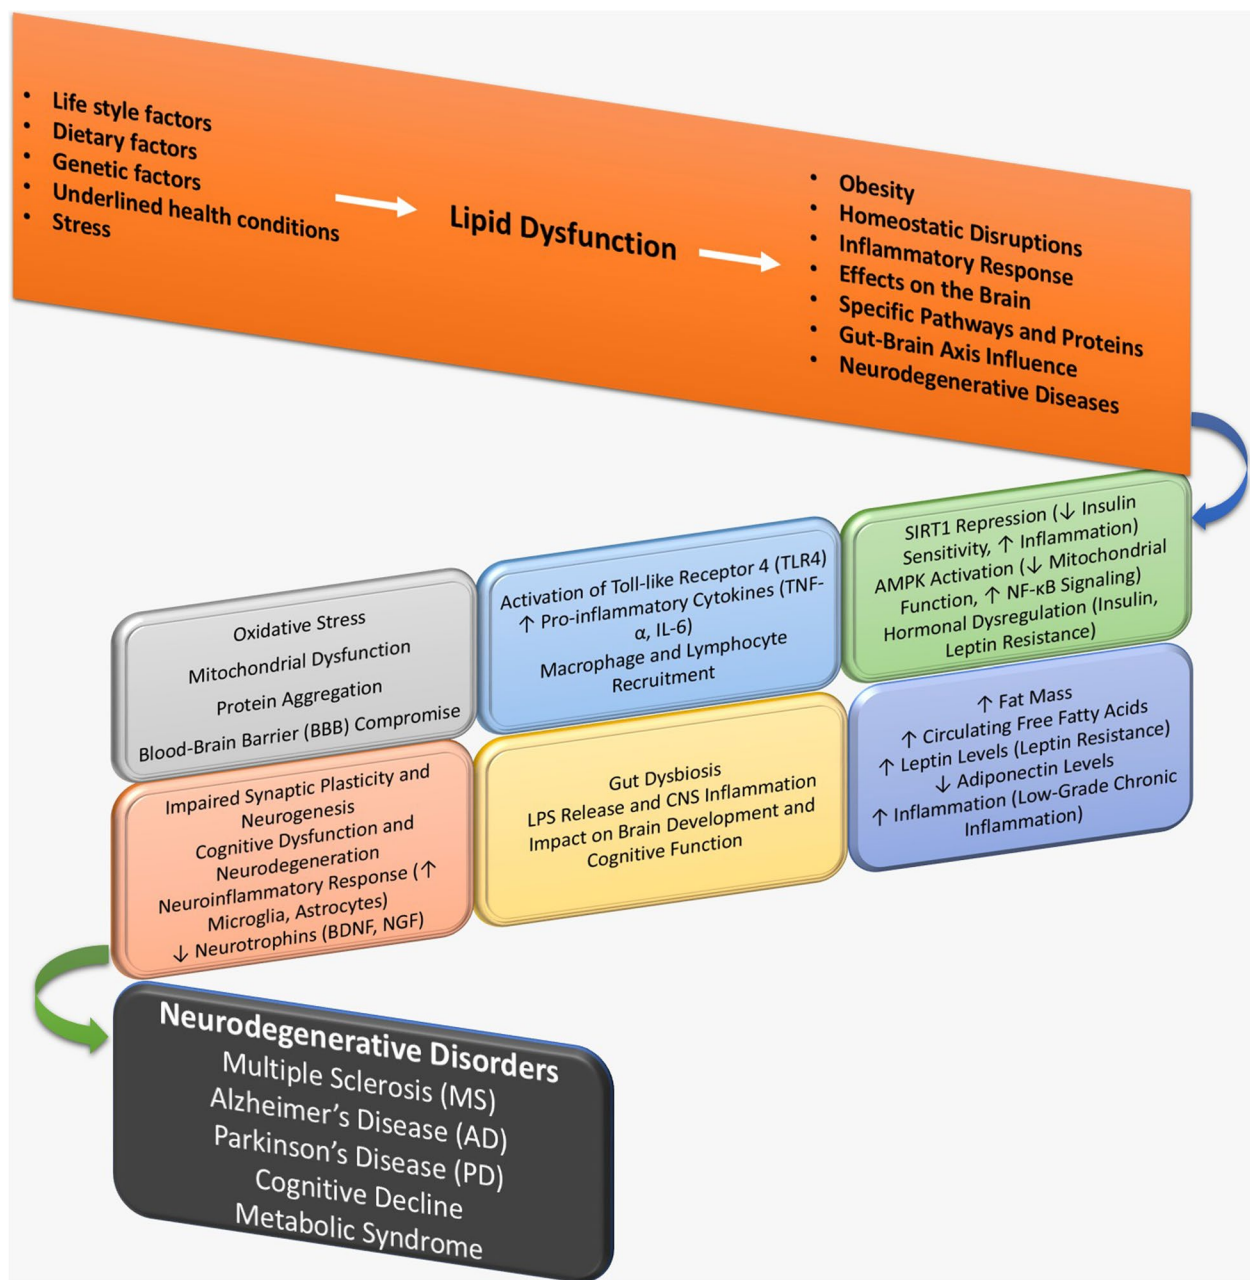 • Life style factors
• Dietary factors
• Genetic factors
• Underlined health conditions
• Stress
Lipid Dysfunction
• Obesity
• Homeostatic Disruptions
• Inflammatory Response
• Effects on the Brain
• Specific Pathways and Proteins
• Gut-Brain Axis Influence
• Neurodegenerative Diseases
Oxidative Stress
Mitochondrial Dysfunction
Protein Aggregation
Blood-Brain Barrier (BBB) Compromise
Activation of Toll-like Receptor 4 (TLR4)
↑ Pro-inflammatory Cytokines (TNF-
α, IL-6)
Macrophage and Lymphocyte
Recruitment
SIRT1 Repression (↓ Insulin
Sensitivity, ↑ Inflammation)
AMPK Activation (↓ Mitochondrial
Function, ↑ NF-κB Signaling)
Hormonal Dysregulation (Insulin,
Leptin Resistance)
Impaired Synaptic Plasticity and
Neurogenesis
Cognitive Dysfunction and
Neurodegeneration
Neuroinflammatory Response (↑
Microglia, Astrocytes)
↓ Neurotrophins (BDNF, NGF)
Gut Dysbiosis
LPS Release and CNS Inflammation
Impact on Brain Development and
Cognitive Function
↑ Fat Mass
↑ Circulating Free Fatty Acids
↑ Leptin Levels (Leptin Resistance)
↓ Adiponectin Levels
↑ Inflammation (Low-Grade Chronic
Inflammation)
Neurodegenerative Disorders
Multiple Sclerosis (MS)
Alzheimer’s Disease (AD)
Parkinson’s Disease (PD)
Cognitive Decline
Metabolic Syndrome